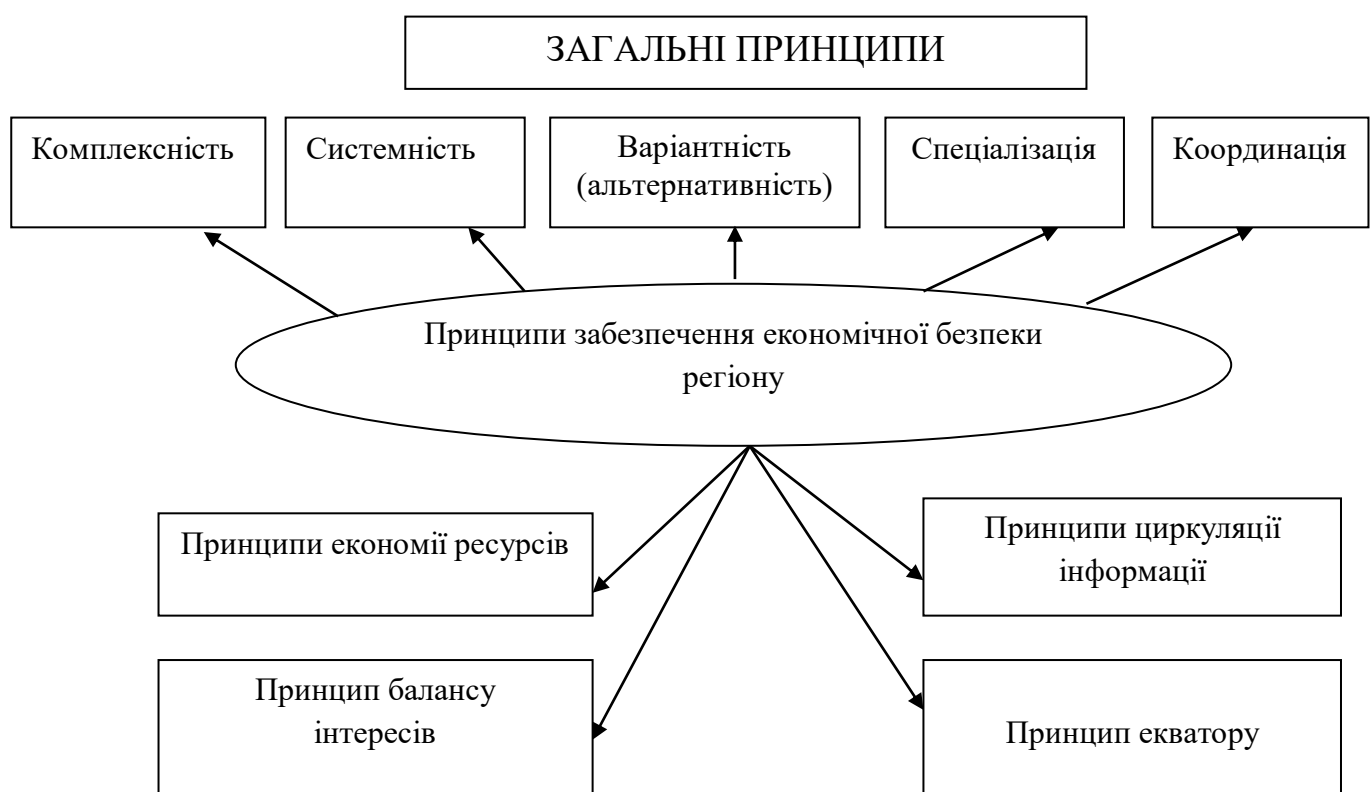 ЗАГАЛЬНІ ПРИНЦИПИ
Комплексність
Системність
Варіантність
(альтернативність)
Спеціалізація
Координація
Принципи забезпечення економічної безпеки
регіону
Принципи економії ресурсів
Принципи циркуляції
інформації
Принцип балансу
інтересів
Принцип екватору